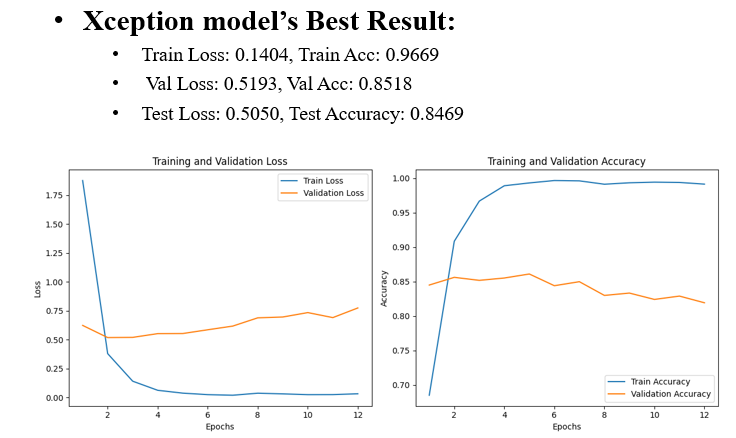 • Xception model’s Best Result:
• Train Loss: 0.1404, Train Acc: 0.9669
• Val Loss: 0.5193, Val Acc: 0.8518
• Test Loss: 0.5050, Test Accuracy: 0.8469
Training and Validation Loss
Train Loss
Validation Loss
1.75
1.50
1.25
1.00
0.75
0.50
0.25
0.00
Loss
2 4 6 8 10 12
Epochs
Training and Validation Accuracy
1.00
0.95
0.90
0.85
0.80
0.75
0.70
Accuracy
Train Accuracy
Validation Accuracy
2 4 6 8 10 12
Epochs